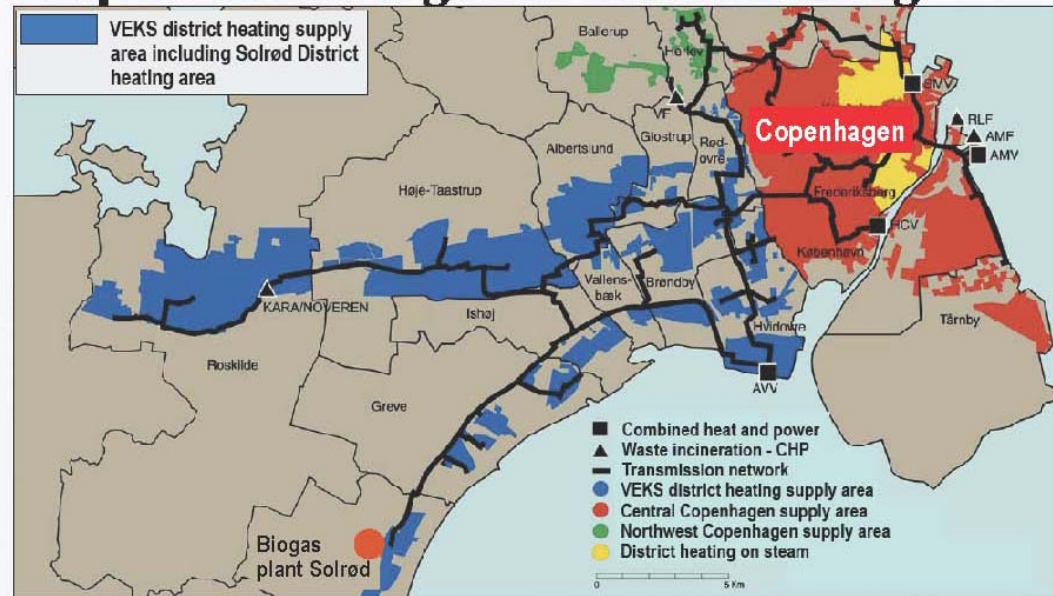 VEKS district heating supply
area including Solrød District
heating area
Ballerup
Herlev
VF
Glostrup
Rød-
ovre
Albertslund
Copenhagen
RLF
AMF
AMV
Høje-Taastrup
Frederiksberg
HCV
København
Vallens-
bæk
Brøndby
KARA/NOVEREN
Ishøj
Hvidovre
Tårnby
Roskilde
Greve
AVV
Combined heat and power
Waste incineration - CHP
Transmission network
VEKS district heating supply area
Central Copenhagen supply area
Northwest Copenhagen supply area
District heating on steam
0 5 Km
Biogas
plant Solrød